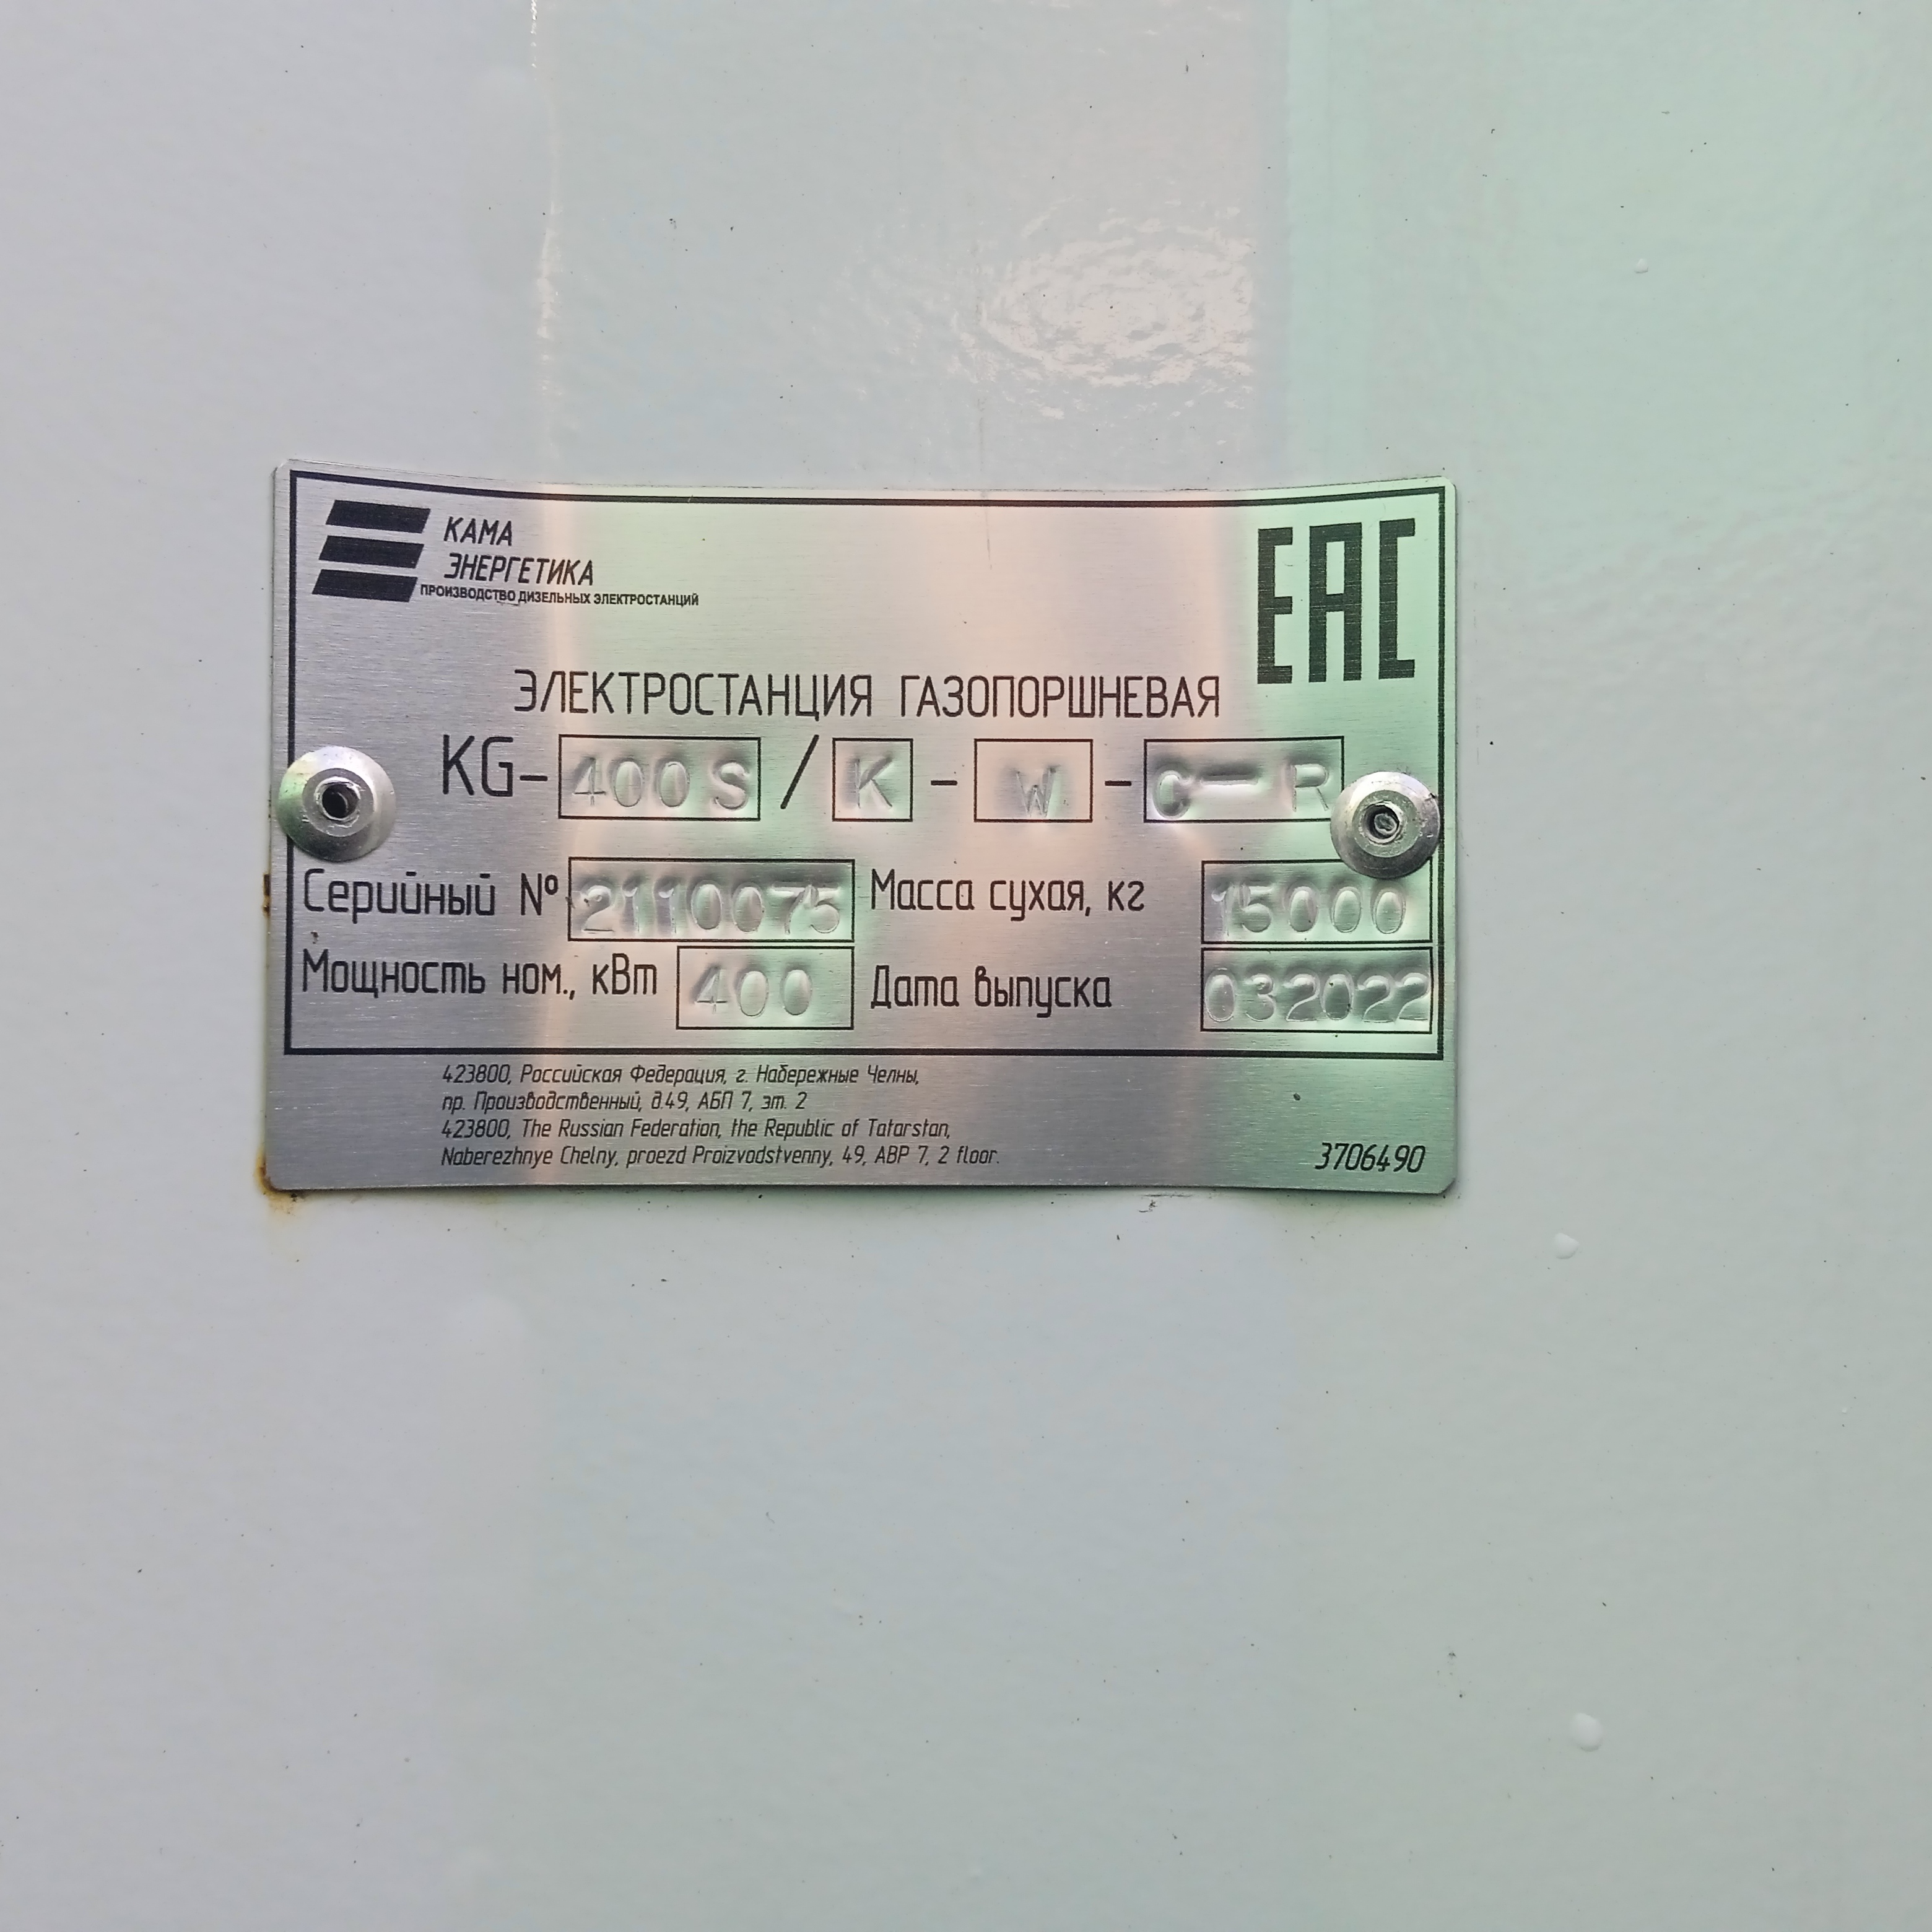 КАМА
ЭНЕРГЕТИКА
ПРОИЗВОДСТВО ДИЗЕЛЬНЫХ ЭЛЕКТРОСТАНЦИЙ
EAC
ЭЛЕКТРОСТАНЦИЯ ГАЗОПОРШНЕВАЯ
KG-400S/K-W-C-R
Серийный № 2110075 Масса сухая, кг 15000
Мощность ном., кВт 400 Дата выпуска 032022
423800, Российская Федерация, г. Набережные Челны,
пр. Производственный, д.49, АБП 7, эт. 2
423800, The Russian Federation, the Republic of Tatarstan,
Naberezhnye Chelny, proezd Proizvodstvenny, 49, ABP 7, 2 floor.
3706490